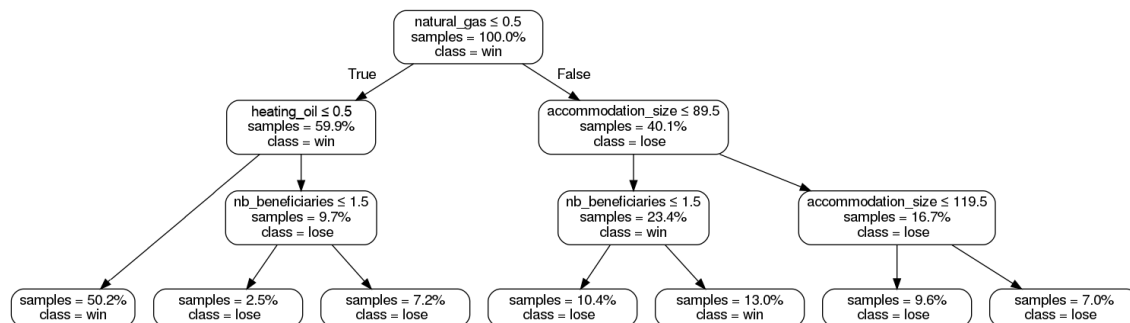 natural_gas ≤ 0.5
samples = 100.0%
class = win
True
False
heating_oil ≤ 0.5
samples = 59.9%
class = win
accommodation_size ≤ 89.5
samples = 40.1%
class = lose
nb_beneficiaries ≤ 1.5
samples = 9.7%
class = lose
nb_beneficiaries ≤ 1.5
samples = 23.4%
class = win
accommodation_size ≤ 119.5
samples = 16.7%
class = lose
samples = 50.2%
class = win
samples = 2.5%
class = lose
samples = 7.2%
class = lose
samples = 10.4%
class = lose
samples = 13.0%
class = win
samples = 9.6%
class = lose
samples = 7.0%
class = lose